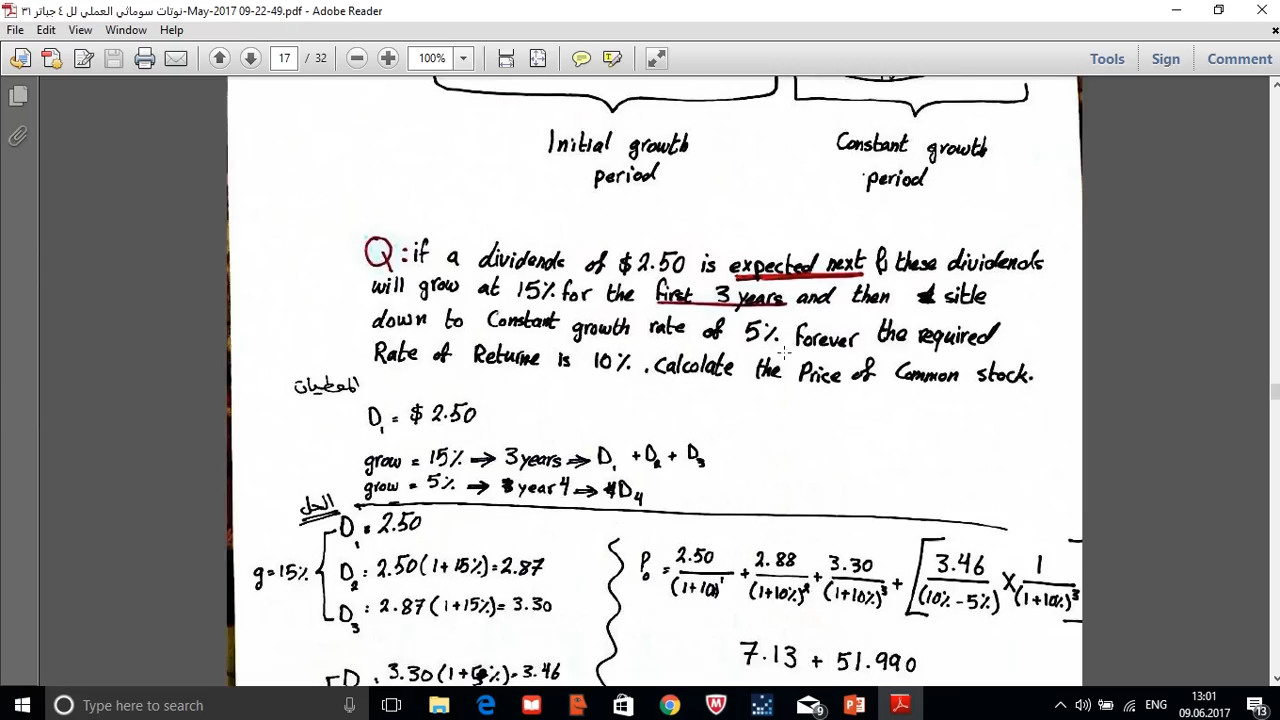 نوتات سوماثي العملي لل ٤ جباتر ٣١-May-2017 09-22-49.pdf - Adobe Reader
File Edit View Window Help
17 / 32 100% Tools Sign Comment
Initial growth period
Constant growth period
Q: if a dividends of $2.50 is expected next & these dividends
will grow at 15% for the first 3 years and then sitle
down to Constant growth rate of 5% forever the required
Rate of Returne is 10%. Calculate the Price of Common stock.
المعطيات
D1 = $2.50
grow = 15% → 3 years → D1 + D2 + D3
grow = 5% → year 4 → D4
الحل
D1 = 2.50
g=15% D2 : 2.50(1+15%) = 2.87
D3 : 2.87(1+15%) = 3.30
D : 3.30(1+5%) = 3.46
P0 = 2.50/(1+10)¹ + 2.88/(1+10%)² + 3.30/(1+10%)³ + [3.46/(10%-5%) × 1/(1+10%)³]
7.13 + 51.990
Type here to search
9
ENG
13:01
09.06.2017
13